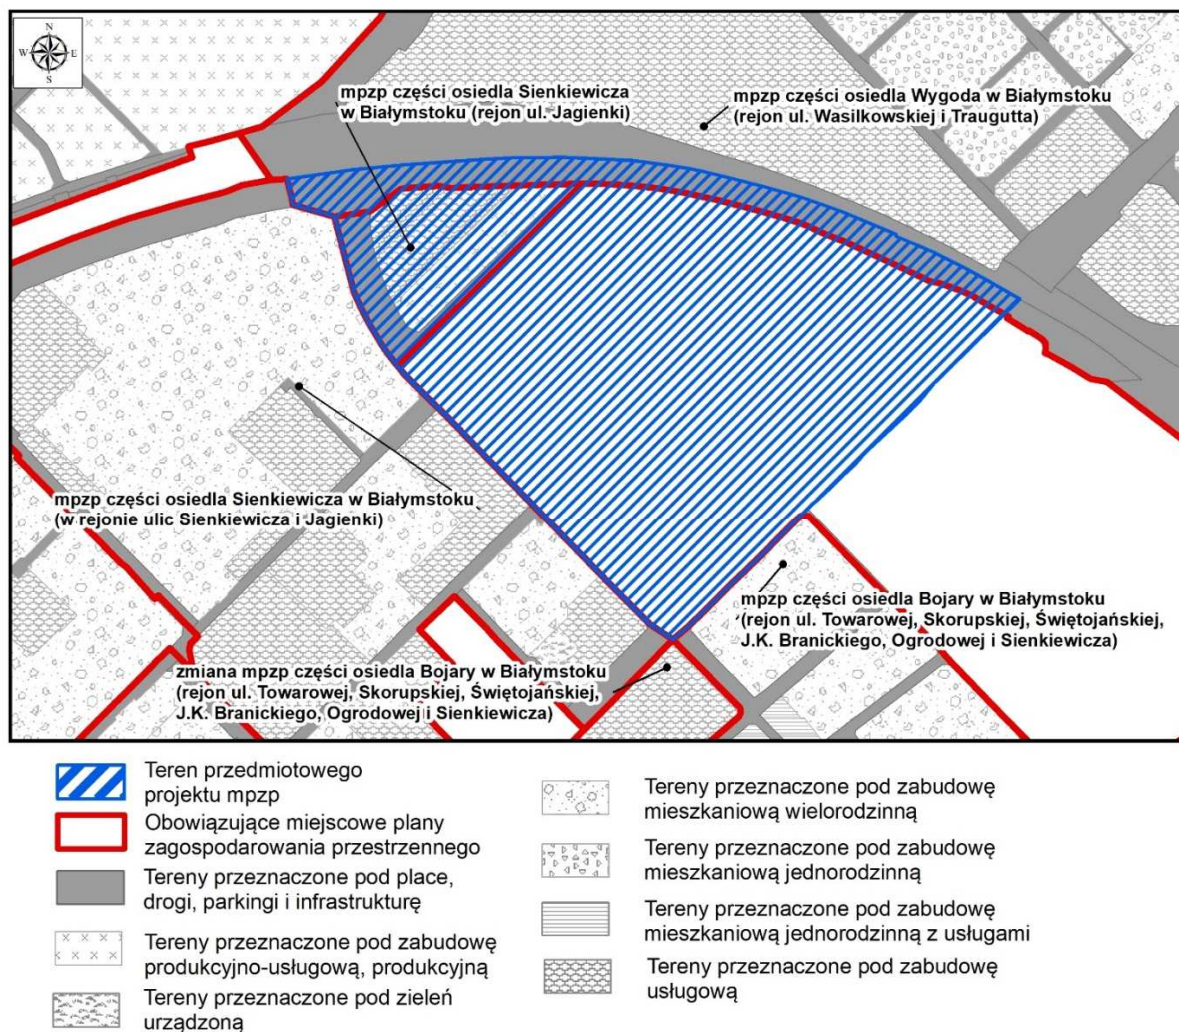 N
W E
S
mpzp części osiedla Sienkiewicza
w Białymstoku (rejon ul. Jagienki)
mpzp części osiedla Wygoda w Białymstoku
(rejon ul. Wasilkowskiej i Traugutta)
mpzp części osiedla Sienkiewicza w Białymstoku
(w rejonie ulic Sienkiewicza i Jagienki)
mpzp części osiedla Bojary w Białymstoku
(rejon ul. Towarowej, Skorupskiej, Świętojańskiej,
J.K. Branickiego, Ogrodowej i Sienkiewicza)
zmiana mpzp części osiedla Bojary w Białymstoku
(rejon ul. Towarowej, Skorupskiej, Świętojańskiej,
J.K. Branickiego, Ogrodowej i Sienkiewicza)
Teren przedmiotowego
projektu mpzp
Obowiązujące miejscowe plany
zagospodarowania przestrzennego
Tereny przeznaczone pod place,
drogi, parkingi i infrastrukturę
Tereny przeznaczone pod zabudowę
produkcyjno-usługową, produkcyjną
Tereny przeznaczone pod zieleń
urządzoną
Tereny przeznaczone pod zabudowę
mieszkaniową wielorodzinną
Tereny przeznaczone pod zabudowę
mieszkaniową jednorodzinną
Tereny przeznaczone pod zabudowę
mieszkaniową jednorodzinną z usługami
Tereny przeznaczone pod zabudowę
usługową